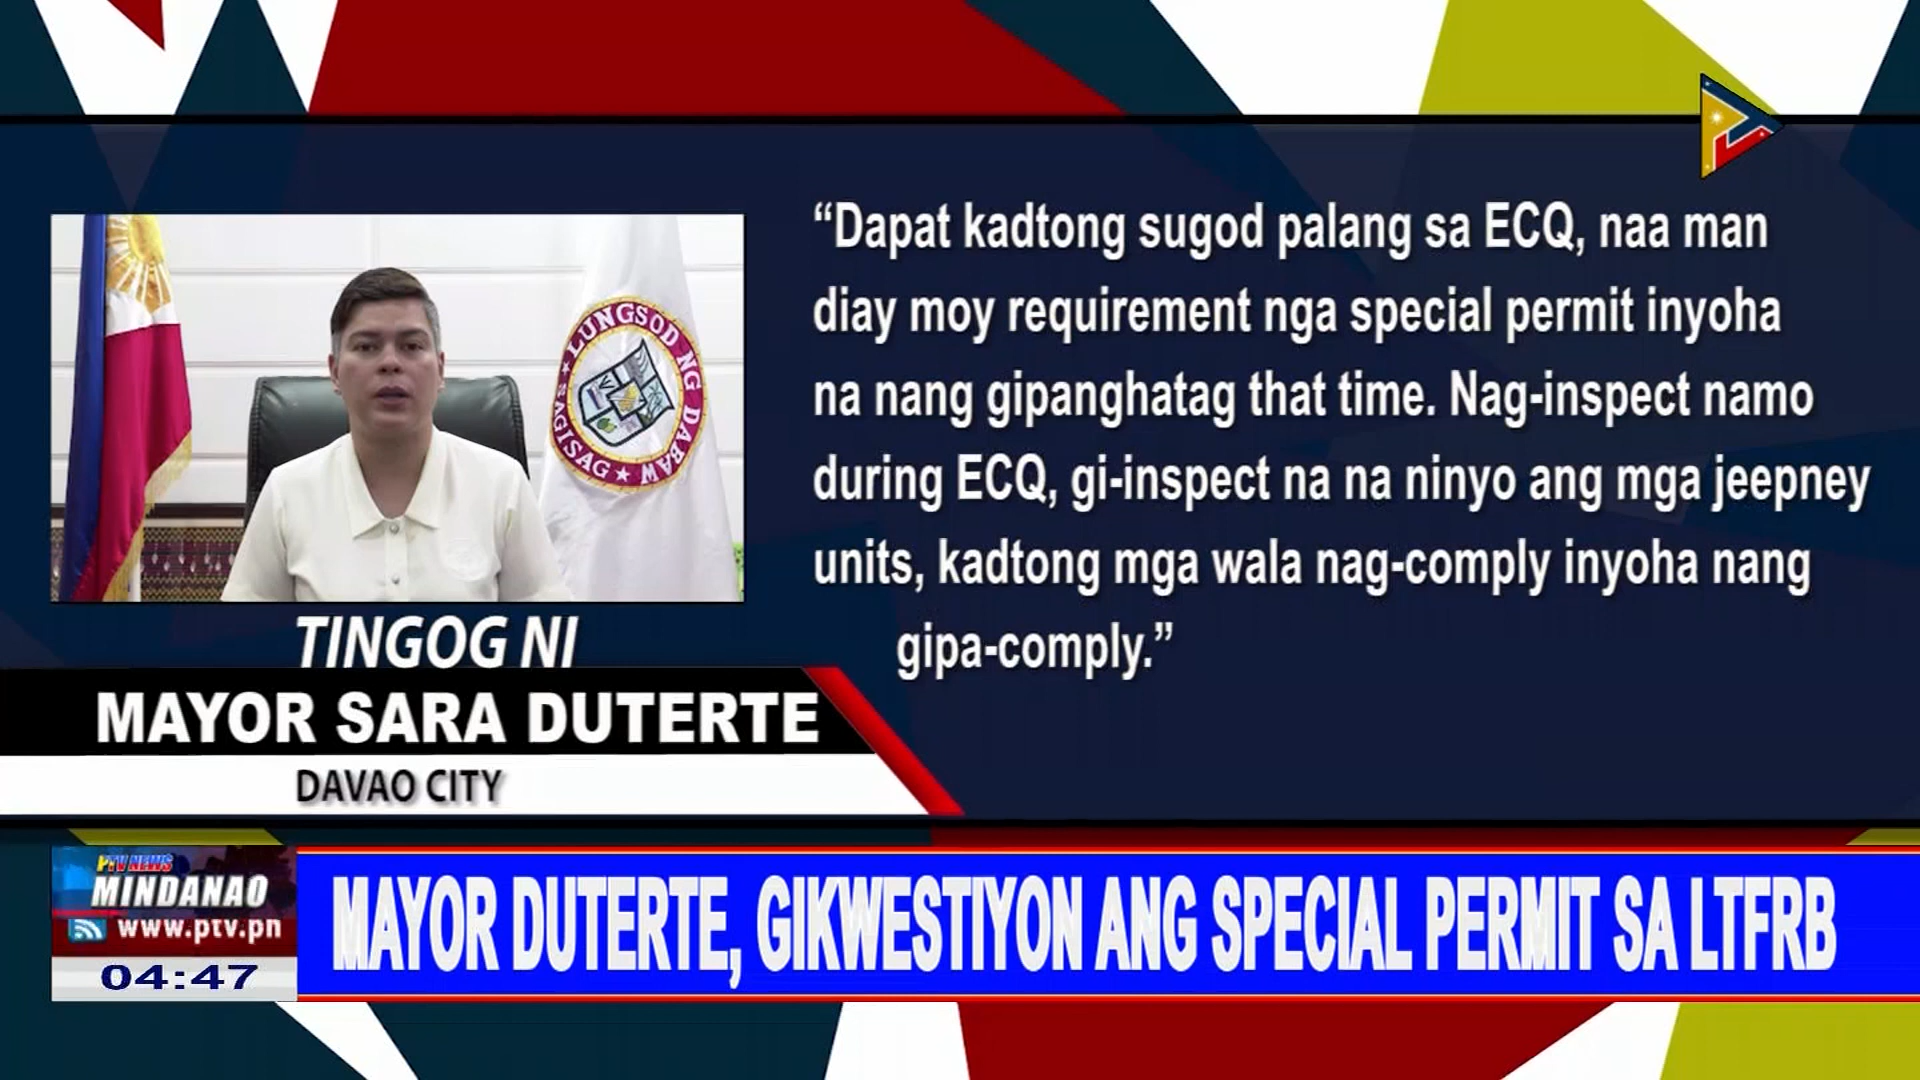 “Dapat kadtong sugod palang sa ECQ, naa man
diay moy requirement nga special permit inyoha
na nang gipanghatag that time. Nag-inspect namo
during ECQ, gi-inspect na na ninyo ang mga jeepney
units, kadtong mga wala nag-comply inyoha nang
gipa-comply.”
LUNGSOD NG DABAW
SAGISAG
TINGOG NI
MAYOR SARA DUTERTE
DAVAO CITY
PTV NEWS
MINDANAO
www.ptv.ph
04:47
MAYOR DUTERTE, GIKWESTIYON ANG SPECIAL PERMIT SA LTFRB